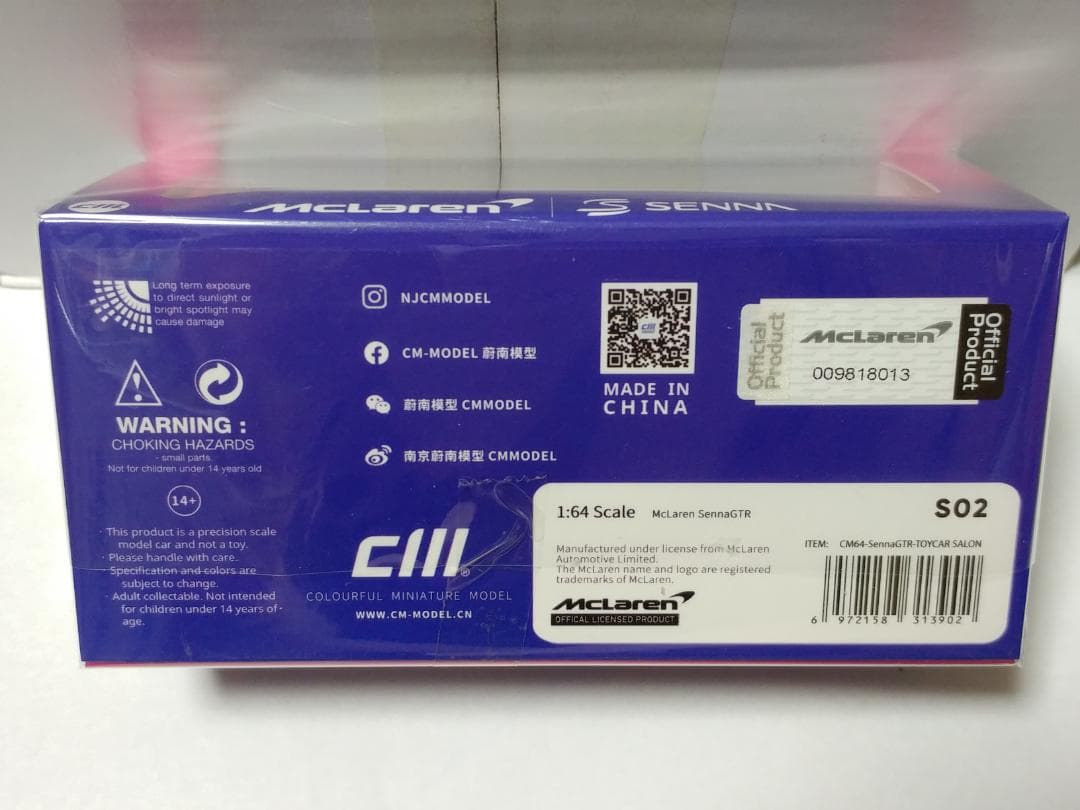 McLaren
SENNA
Long term exposure
to direct sunlight or
bright spotlight may
cause damage
WARNING :
CHOKING HAZARDS
- small parts.
Not for children under 14 years old
14+
· This product is a precision scale
model car and not a toy.
· Please handle with care.
· Specification and colors are
subject to change.
· Adult collectable. Not intended
for children under 14 years of
age.
NJCMMODEL
CM-MODEL 蔚南模型
蔚南模型 CMMODEL
南京蔚南模型 CMMODEL
CM®
COLOURFUL MINIATURE MODEL
WWW.CM-MODEL.CN
MADE IN
CHINA
Official
Product
McLaren
009818013
Official
Product
1:64 Scale McLaren SennaGTR
S02
Manufactured under license from McLaren
Automotive Limited.
The McLaren name and logo are registered
trademarks of McLaren.
McLaren
OFFICAL LICENSED PRODUCT
ITEM: CM64-SennaGTR-TOYCAR SALON
6 972158 313902